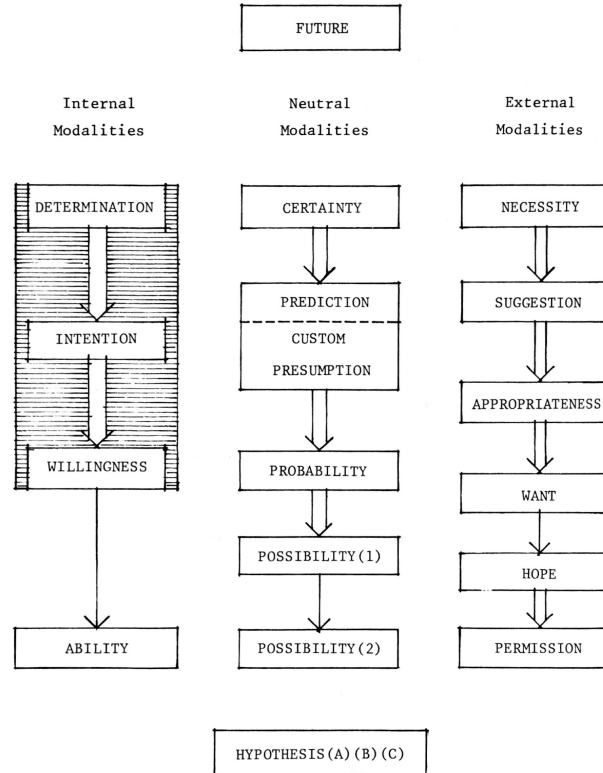 FUTURE
Internal
Modalities
Neutral
Modalities
External
Modalities
DETERMINATION
INTENTION
WILLINGNESS
ABILITY
CERTAINTY
PREDICTION
CUSTOM
PRESUMPTION
PROBABILITY
POSSIBILITY(1)
POSSIBILITY(2)
NECESSITY
SUGGESTION
APPROPRIATENESS
WANT
HOPE
PERMISSION
HYPOTHESIS(A)(B)(C)